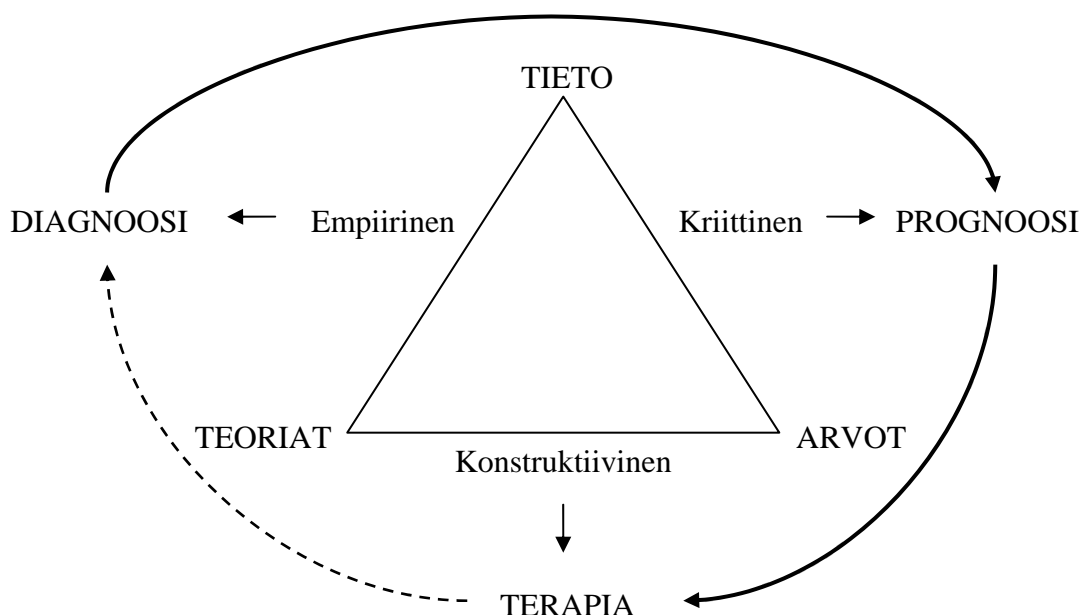 TIETO
DIAGNOOSI
Empiirinen
Kriittinen
PROGNOOSI
TEORIAT
ARVOT
Konstruktiivinen
TERAPIA